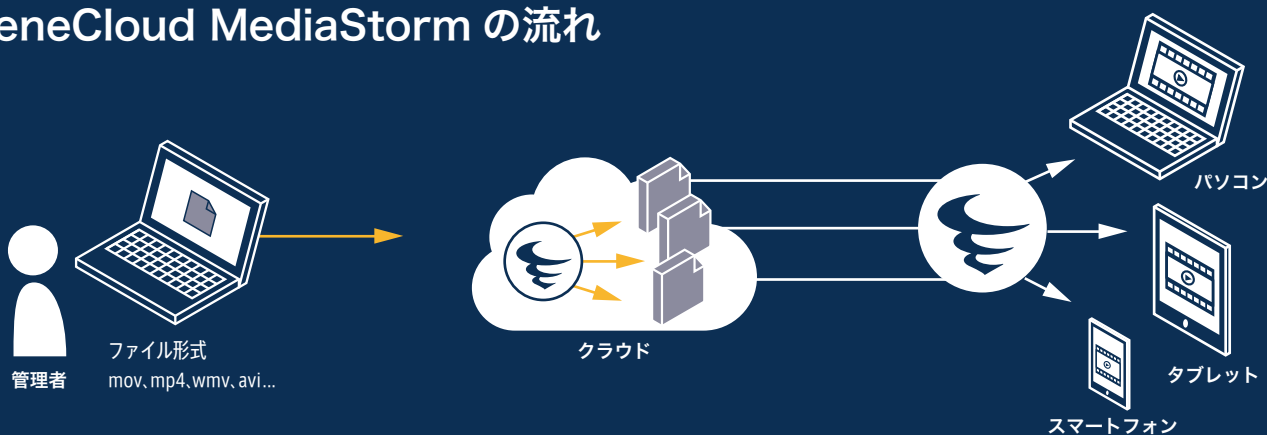 eneCloud MediaStorm の流れ
パソコン
ファイル形式
mov、mp4、wmv、avi...
管理者
クラウド
タブレット
スマートフォン